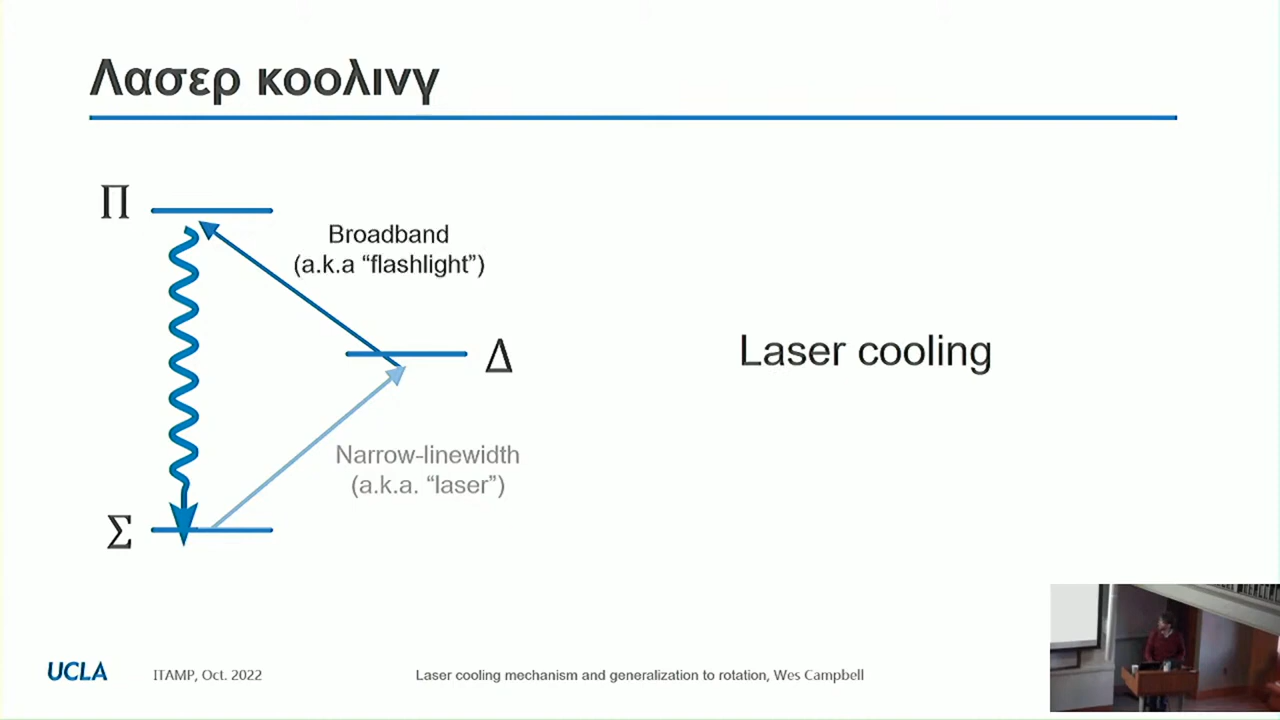 Λασερ κοολινγ
Π
Broadband
(a.k.a “flashlight”)
Δ
Laser cooling
Narrow-linewidth
(a.k.a. “laser”)
Σ
UCLA
ITAMP, Oct. 2022
Laser cooling mechanism and generalization to rotation, Wes Campbell